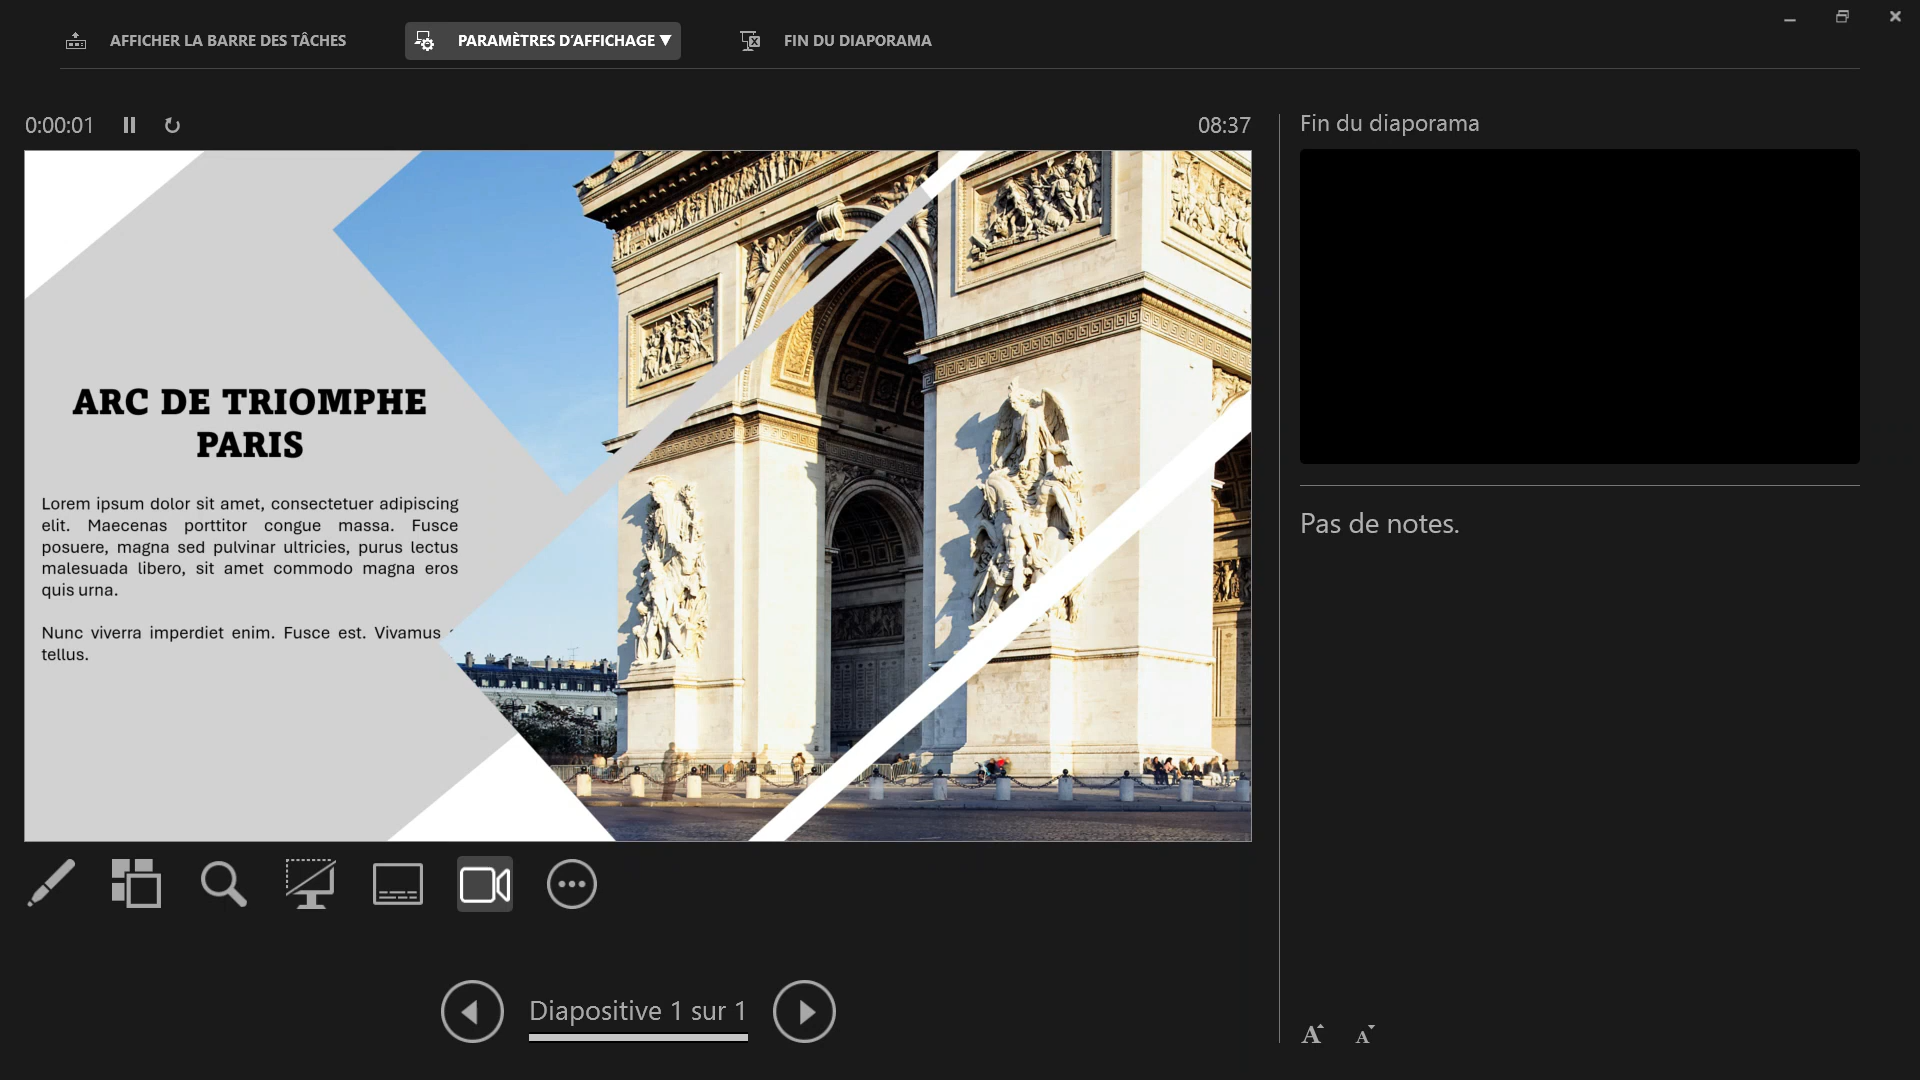 AFFICHER LA BARRE DES TÂCHES
PARAMÈTRES D'AFFICHAGE ▼
FIN DU DIAPORAMA
0:00:01
08:37
Fin du diaporama
ARC DE TRIOMPHE
PARIS
Lorem ipsum dolor sit amet, consectetuer adipiscing
elit. Maecenas porttitor congue massa. Fusce
posuere, magna sed pulvinar ultricies, purus lectus
malesuada libero, sit amet commodo magna eros
quis urna.
Nunc viverra imperdiet enim. Fusce est. Vivamus
tellus.
Pas de notes.
Diapositive 1 sur 1
A
A